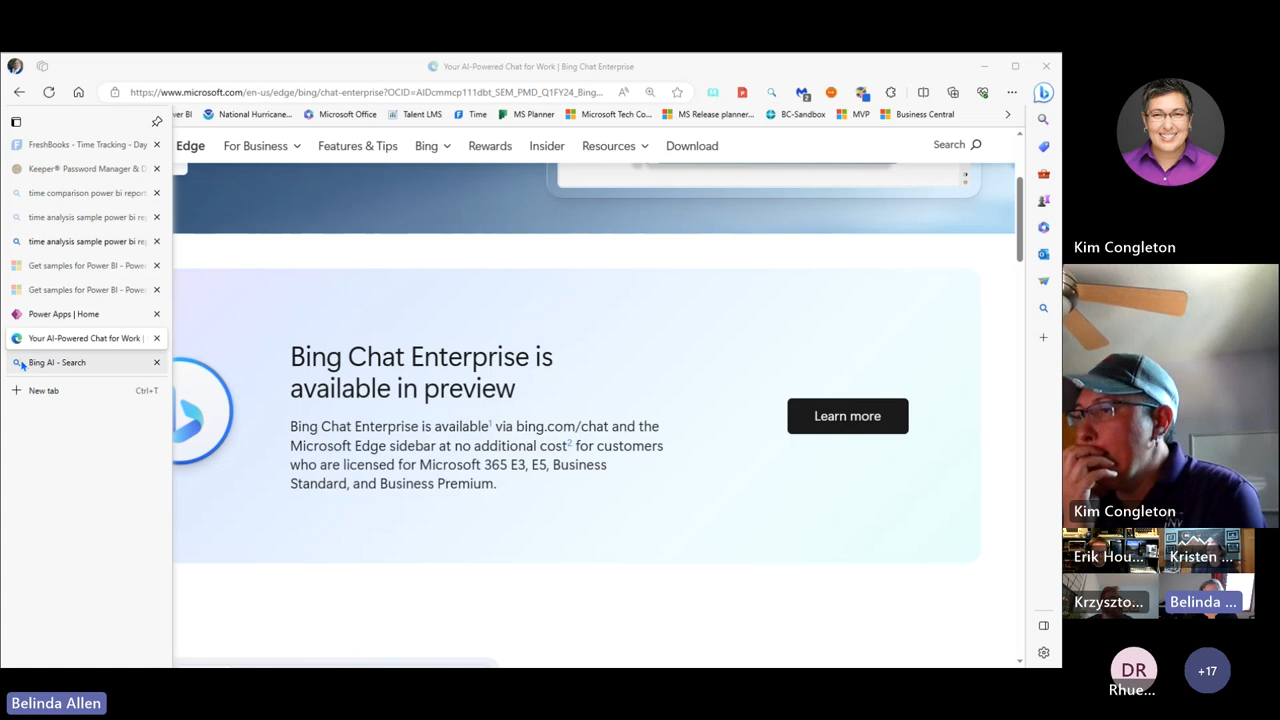 Your AI-Powered Chat for Work | Bing Chat Enterprise
https://www.microsoft.com/en-us/edge/bing/chat-enterprise?OCID=AIDcmmcp111dbt_SEM_PMD_Q1FY24_Bing...
ver BI
National Hurricane...
Microsoft Office
Talent LMS
Time
MS Planner
Microsoft Tech Co...
MS Release planner...
BC-Sandbox
MVP
Business Central
Edge
For Business
Features & Tips
Bing
Rewards
Insider
Resources
Download
Search
FreshBooks - Time Tracking - Day
Keeper® Password Manager & D
time comparison power bi report
time analysis sample power bi re
time analysis sample power bi re
Get samples for Power BI - Power
Get samples for Power BI - Power
Power Apps | Home
Your AI-Powered Chat for Work |
Bing AI - Search
New tab
Ctrl+T
Bing Chat Enterprise is
available in preview
Bing Chat Enterprise is available1 via bing.com/chat and the
Microsoft Edge sidebar at no additional cost2 for customers
who are licensed for Microsoft 365 E3, E5, Business
Standard, and Business Premium.
Learn more
Kim Congleton
Kim Congleton
Erik Hou...
Kristen ...
Krzyszto...
Belinda ...
DR
Rhue...
+17
Belinda Allen